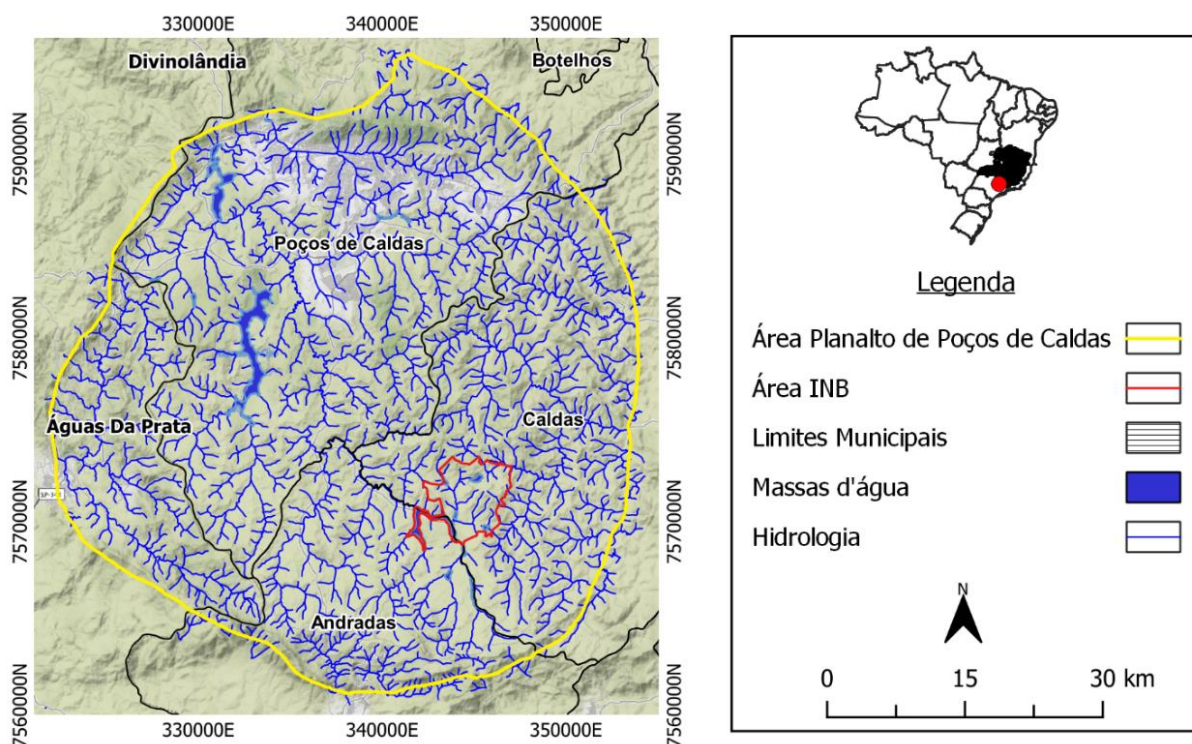 330000E 340000E 350000E
Divinolândia
Botelhos
7590000N
7590000N
Poços de Caldas
7580000N
7580000N
Águas Da Prata
Caldas
7570000N
7570000N
Andradas
7560000N
7560000N
330000E 340000E 350000E
Legenda
Área Planalto de Poços de Caldas
Área INB
Limites Municipais
Massas d'água
Hidrologia
N
0 15 30 km